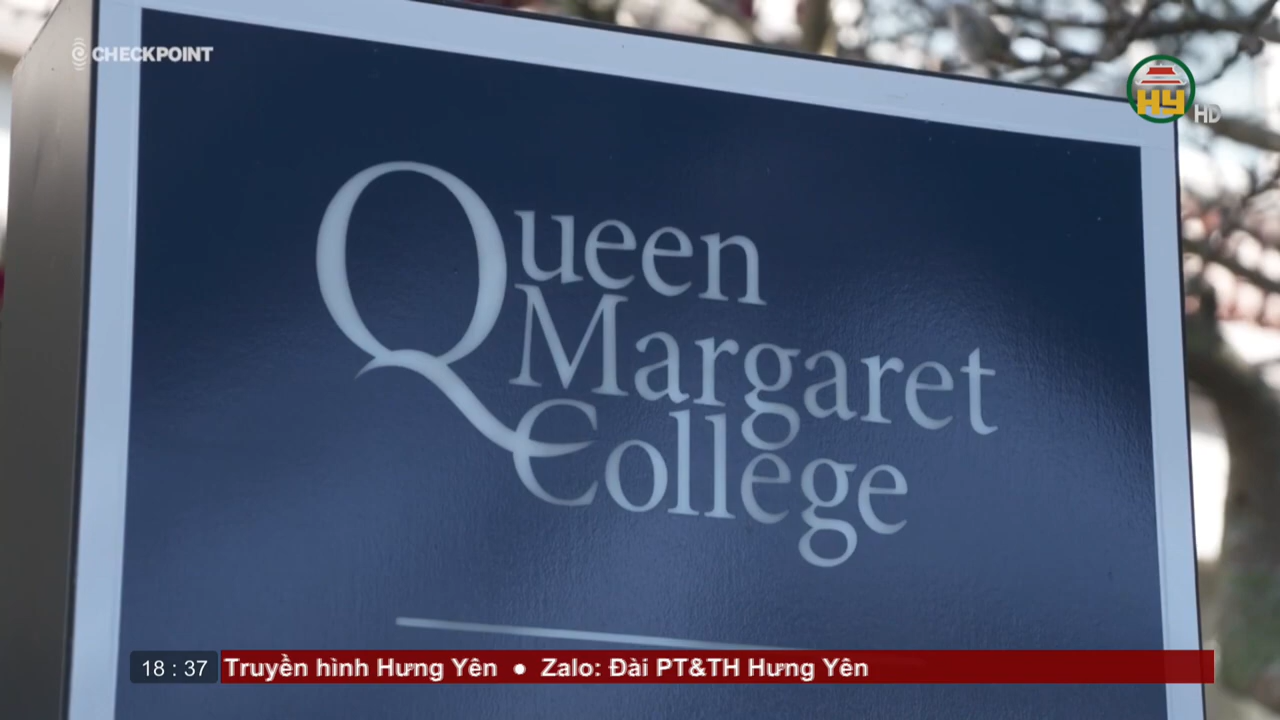 CHECKPOINT
HY HD
Queen
Margaret
College
18 : 37 Truyền hình Hưng Yên ● Zalo: Đài PT&TH Hưng Yên